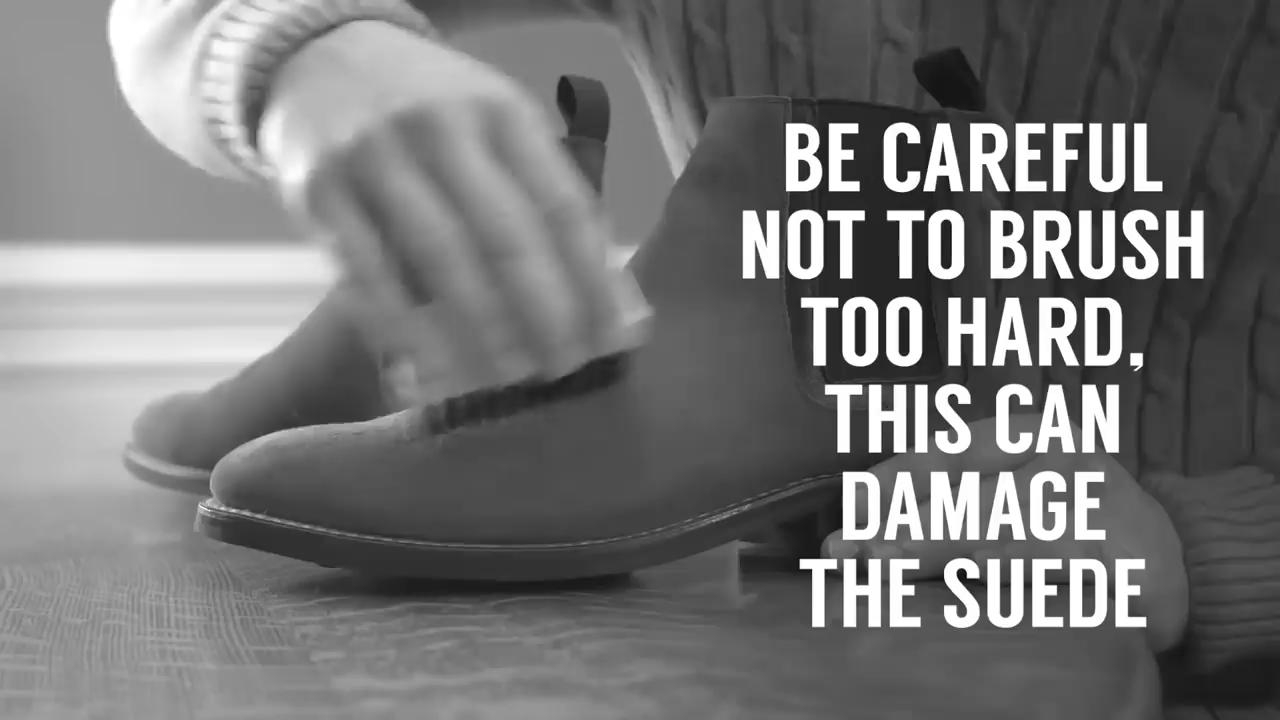 BE CAREFUL
NOT TO BRUSH
TOO HARD,
THIS CAN
DAMAGE
THE SUEDE